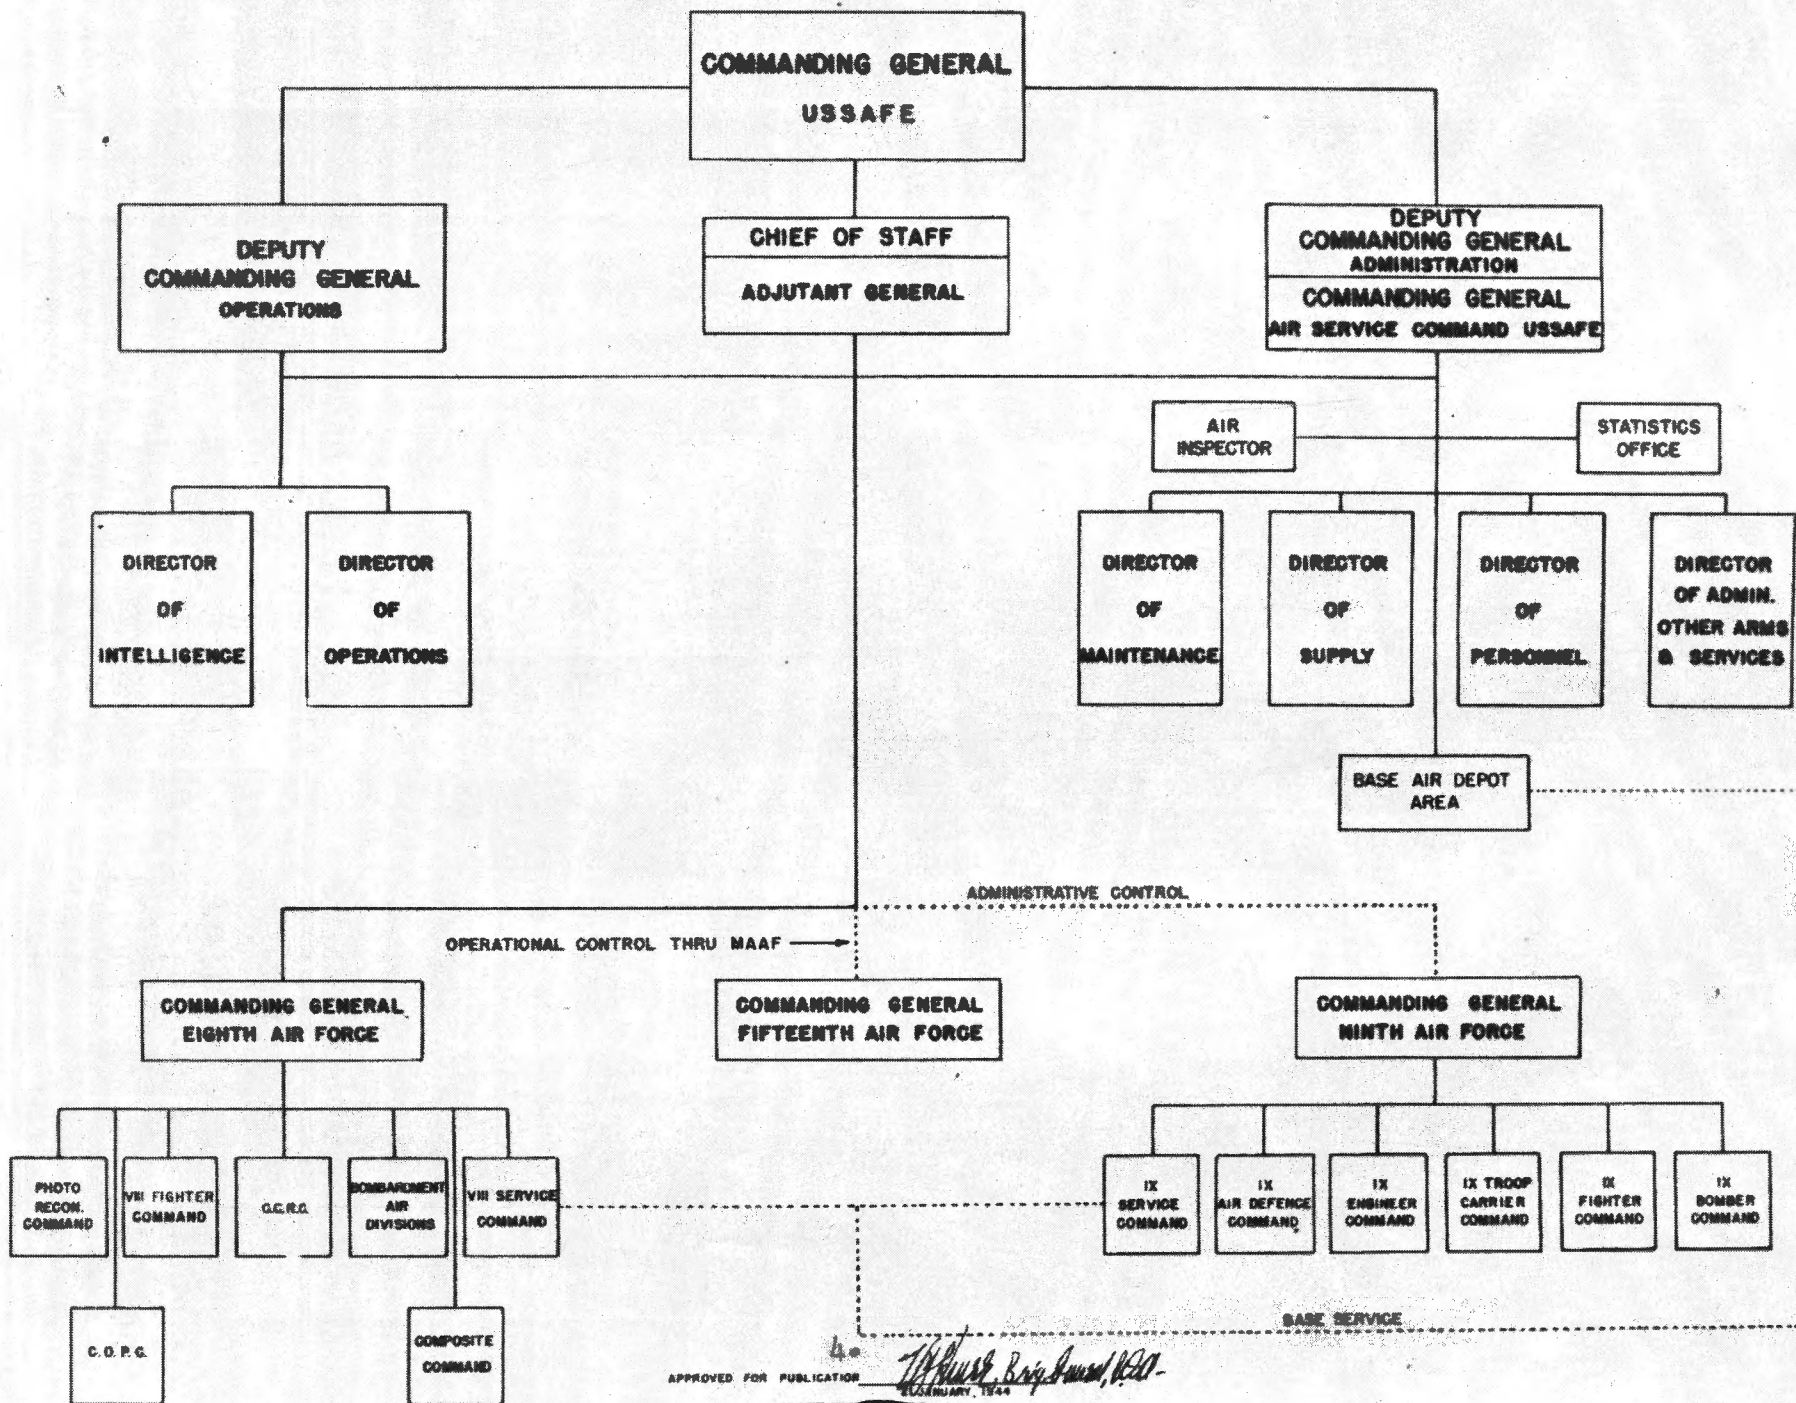 COMMANDING GENERAL
USSAFE
DEPUTY
COMMANDING GENERAL
OPERATIONS
CHIEF OF STAFF
ADJUTANT GENERAL
DEPUTY
COMMANDING GENERAL
ADMINISTRATION
COMMANDING GENERAL
AIR SERVICE COMMAND USSAFE
AIR
INSPECTOR
STATISTICS
OFFICE
DIRECTOR
OF
INTELLIGENCE
DIRECTOR
OF
OPERATIONS
DIRECTOR
OF
MAINTENANCE
DIRECTOR
OF
SUPPLY
DIRECTOR
OF
PERSONNEL
DIRECTOR
OF ADMIN.
OTHER ARMS
& SERVICES
BASE AIR DEPOT
AREA
ADMINISTRATIVE CONTROL
OPERATIONAL CONTROL THRU MAAF
COMMANDING GENERAL
EIGHTH AIR FORCE
COMMANDING GENERAL
FIFTEENTH AIR FORCE
COMMANDING GENERAL
NINTH AIR FORCE
PHOTO
RECON.
COMMAND
VIII FIGHTER
COMMAND
C.C.R.C.
BOMBARDMENT
AIR
DIVISIONS
VIII SERVICE
COMMAND
IX
SERVICE
COMMAND
IX
AIR DEFENCE
COMMAND
IX
ENGINEER
COMMAND
IX TROOP
CARRIER
COMMAND
IX
FIGHTER
COMMAND
IX
BOMBER
COMMAND
C. O. P. C.
COMPOSITE
COMMAND
BASE SERVICE
4
APPROVED FOR PUBLICATION
JANUARY, 1944